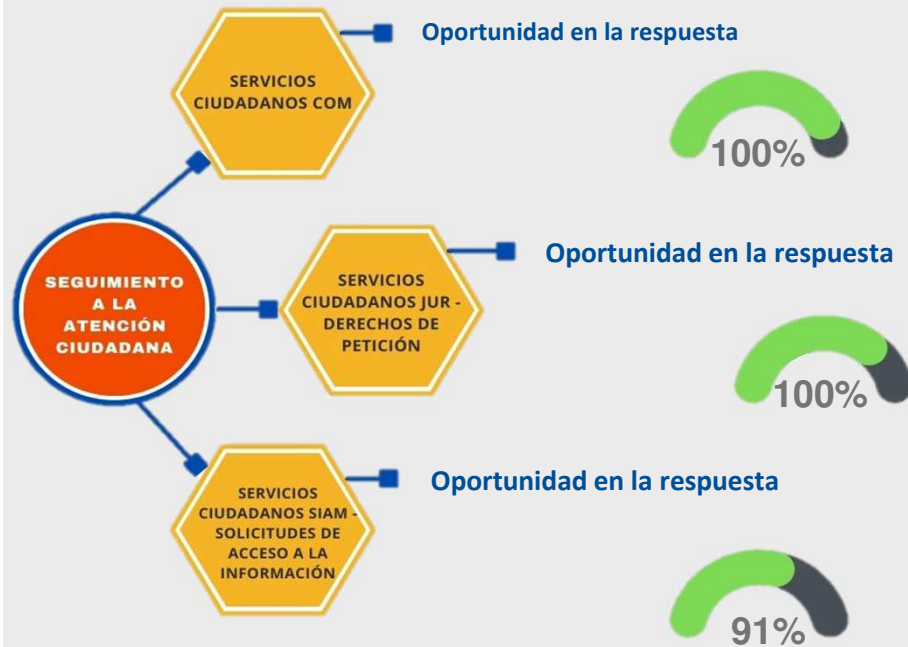 Oportunidad en la respuesta
SERVICIOS
CIUDADANOS COM
100%
Oportunidad en la respuesta
SEGUIMIENTO
A LA
ATENCIÓN
CIUDADANA
SERVICIOS
CIUDADANOS JUR -
DERECHOS DE
PETICIÓN
100%
Oportunidad en la respuesta
SERVICIOS
CIUDADANOS SIAM -
SOLICITUDES DE
ACCESO A LA
INFORMACIÓN
91%